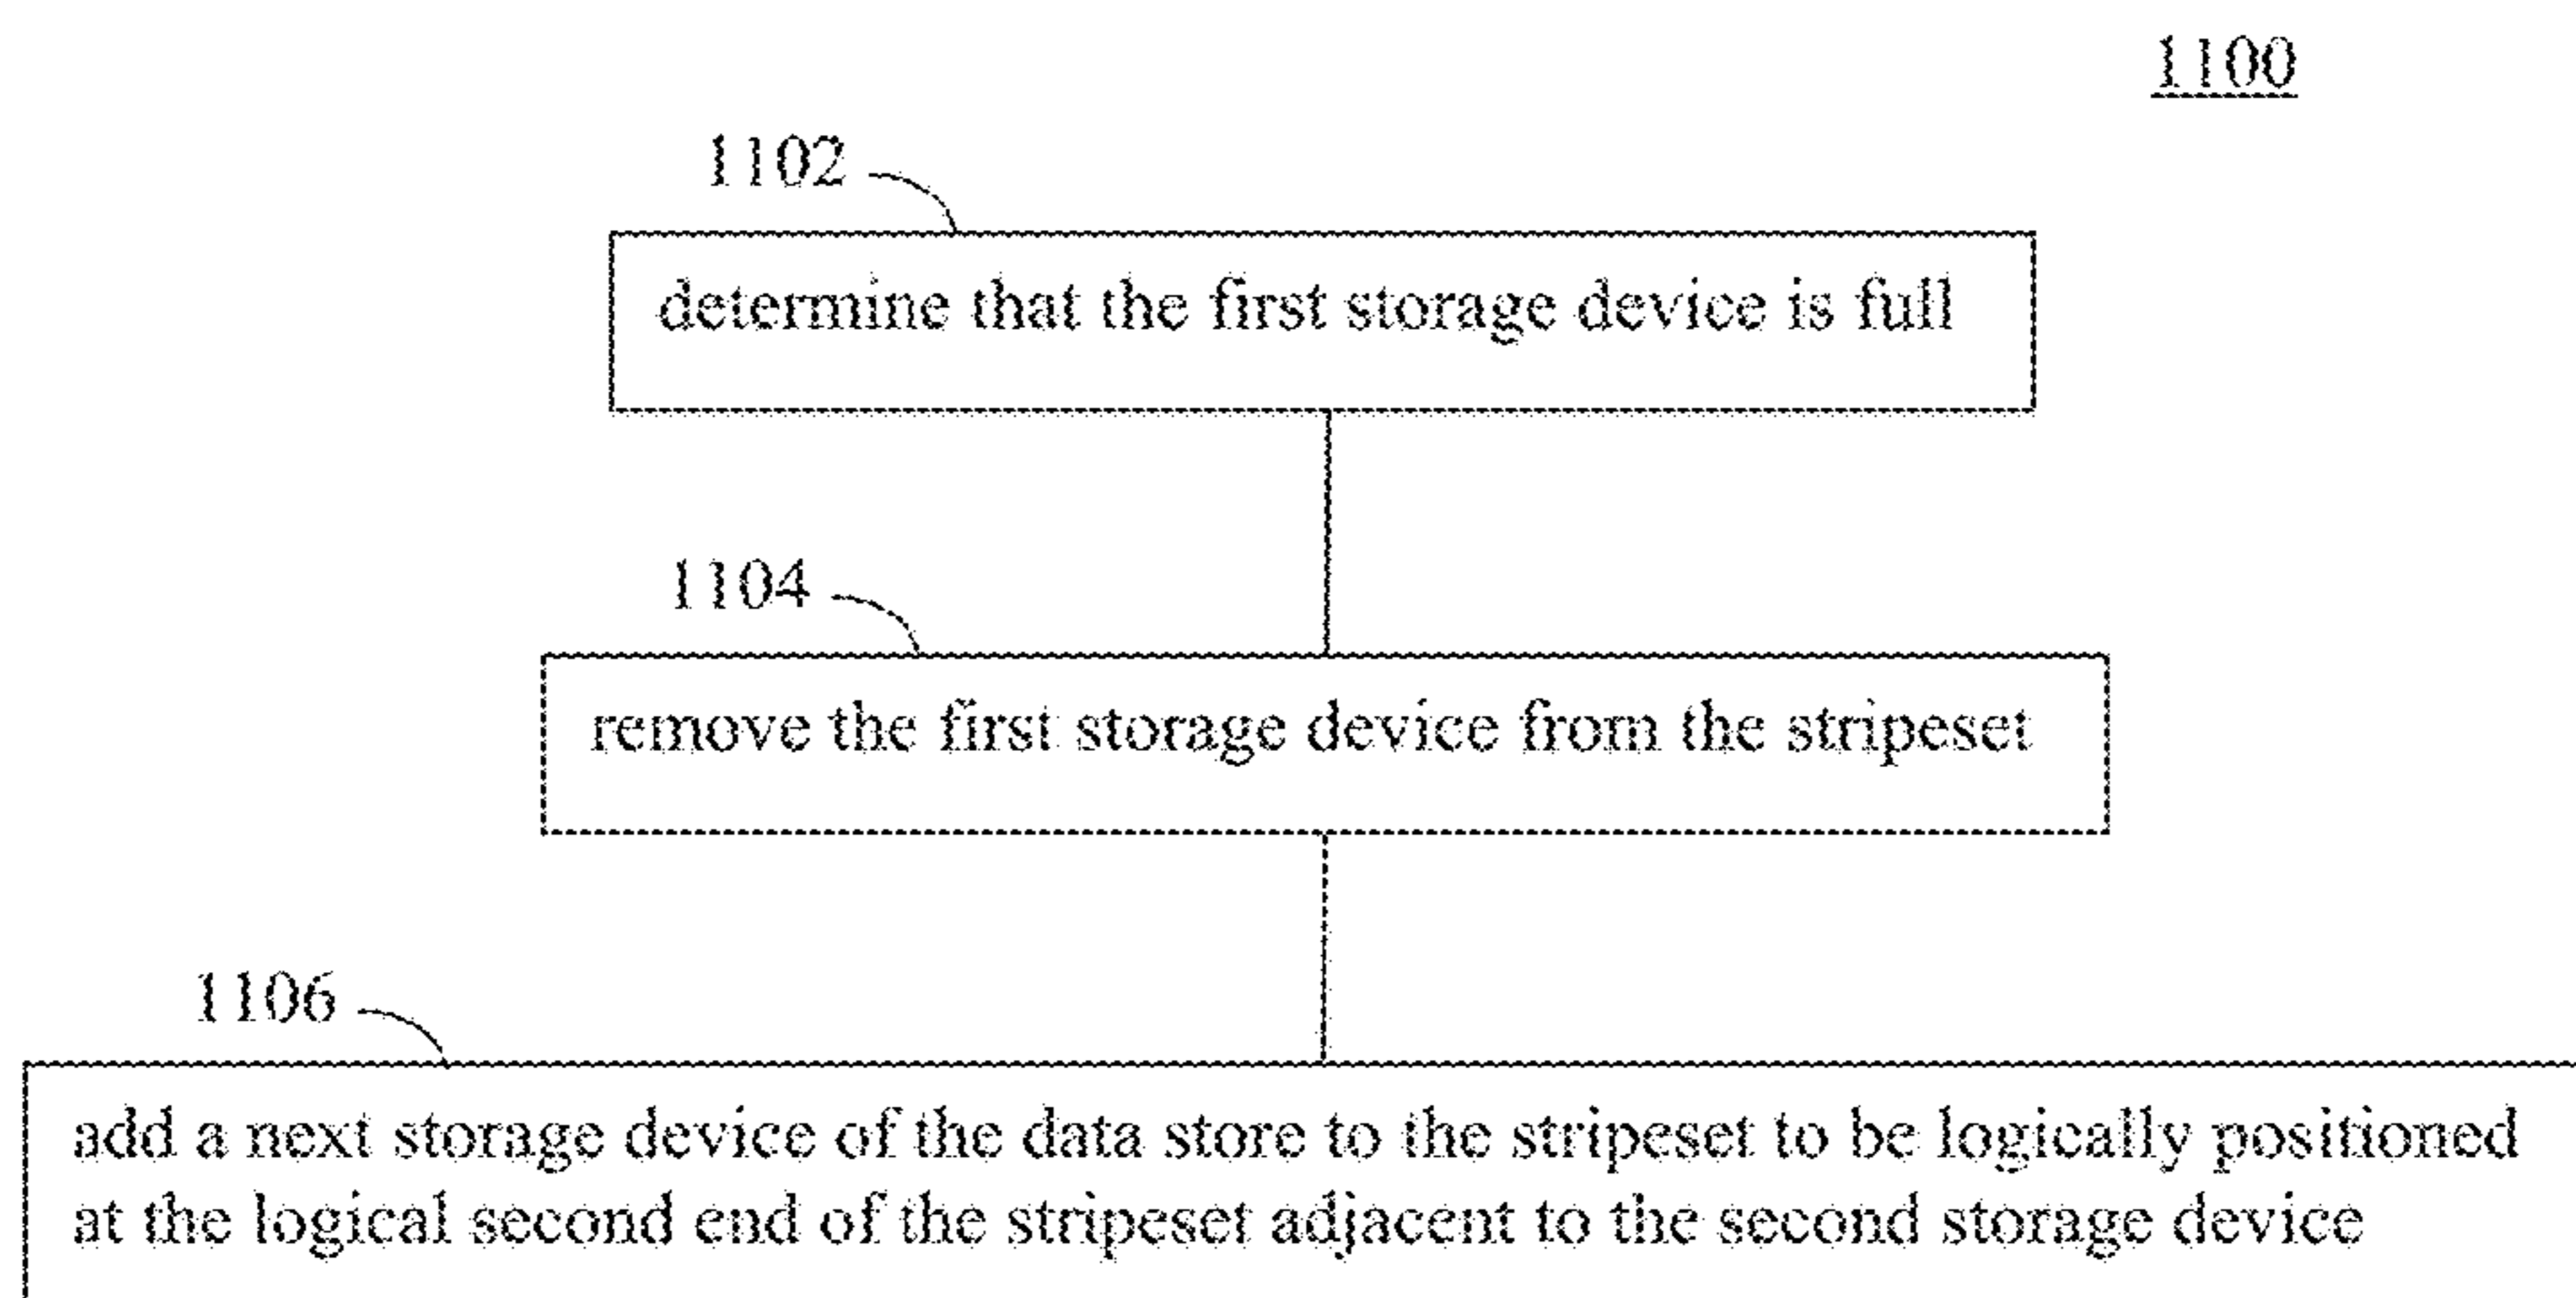 1100
1102
determine that the first storage device is full
1104
remove the first storage device from the stripeset
1106
add a next storage device of the data store to the stripeset to be logically positioned
at the logical second end of the stripeset adjacent to the second storage device